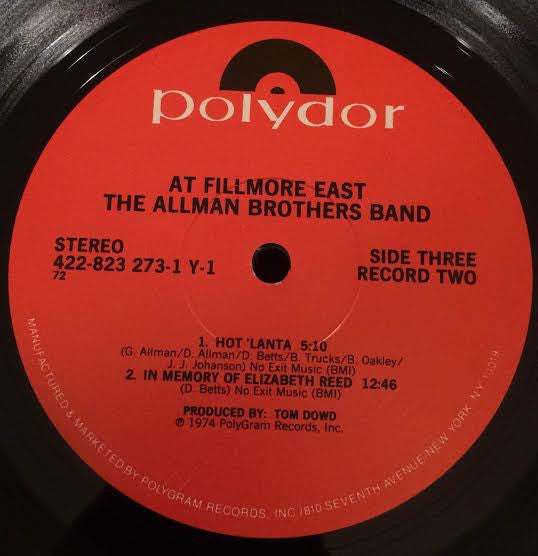 polydor
AT FILLMORE EAST
THE ALLMAN BROTHERS BAND
STEREO
422-823 273-1 Y-1
72
SIDE THREE
RECORD TWO
1. HOT 'LANTA 5:10
(G. Allman/D. Allman/D. Betts/B. Trucks/B. Oakley/
J. J. Johanson) No Exit Music (BMI)
2. IN MEMORY OF ELIZABETH REED 12:46
(D. Betts) No Exit Music (BMI)
PRODUCED BY: TOM DOWD
℗ 1974 PolyGram Records, Inc.
MANUFACTURED & MARKETED BY POLYGRAM RECORDS, INC /810 SEVENTH AVENUE·NEW YORK, N.Y. 10019